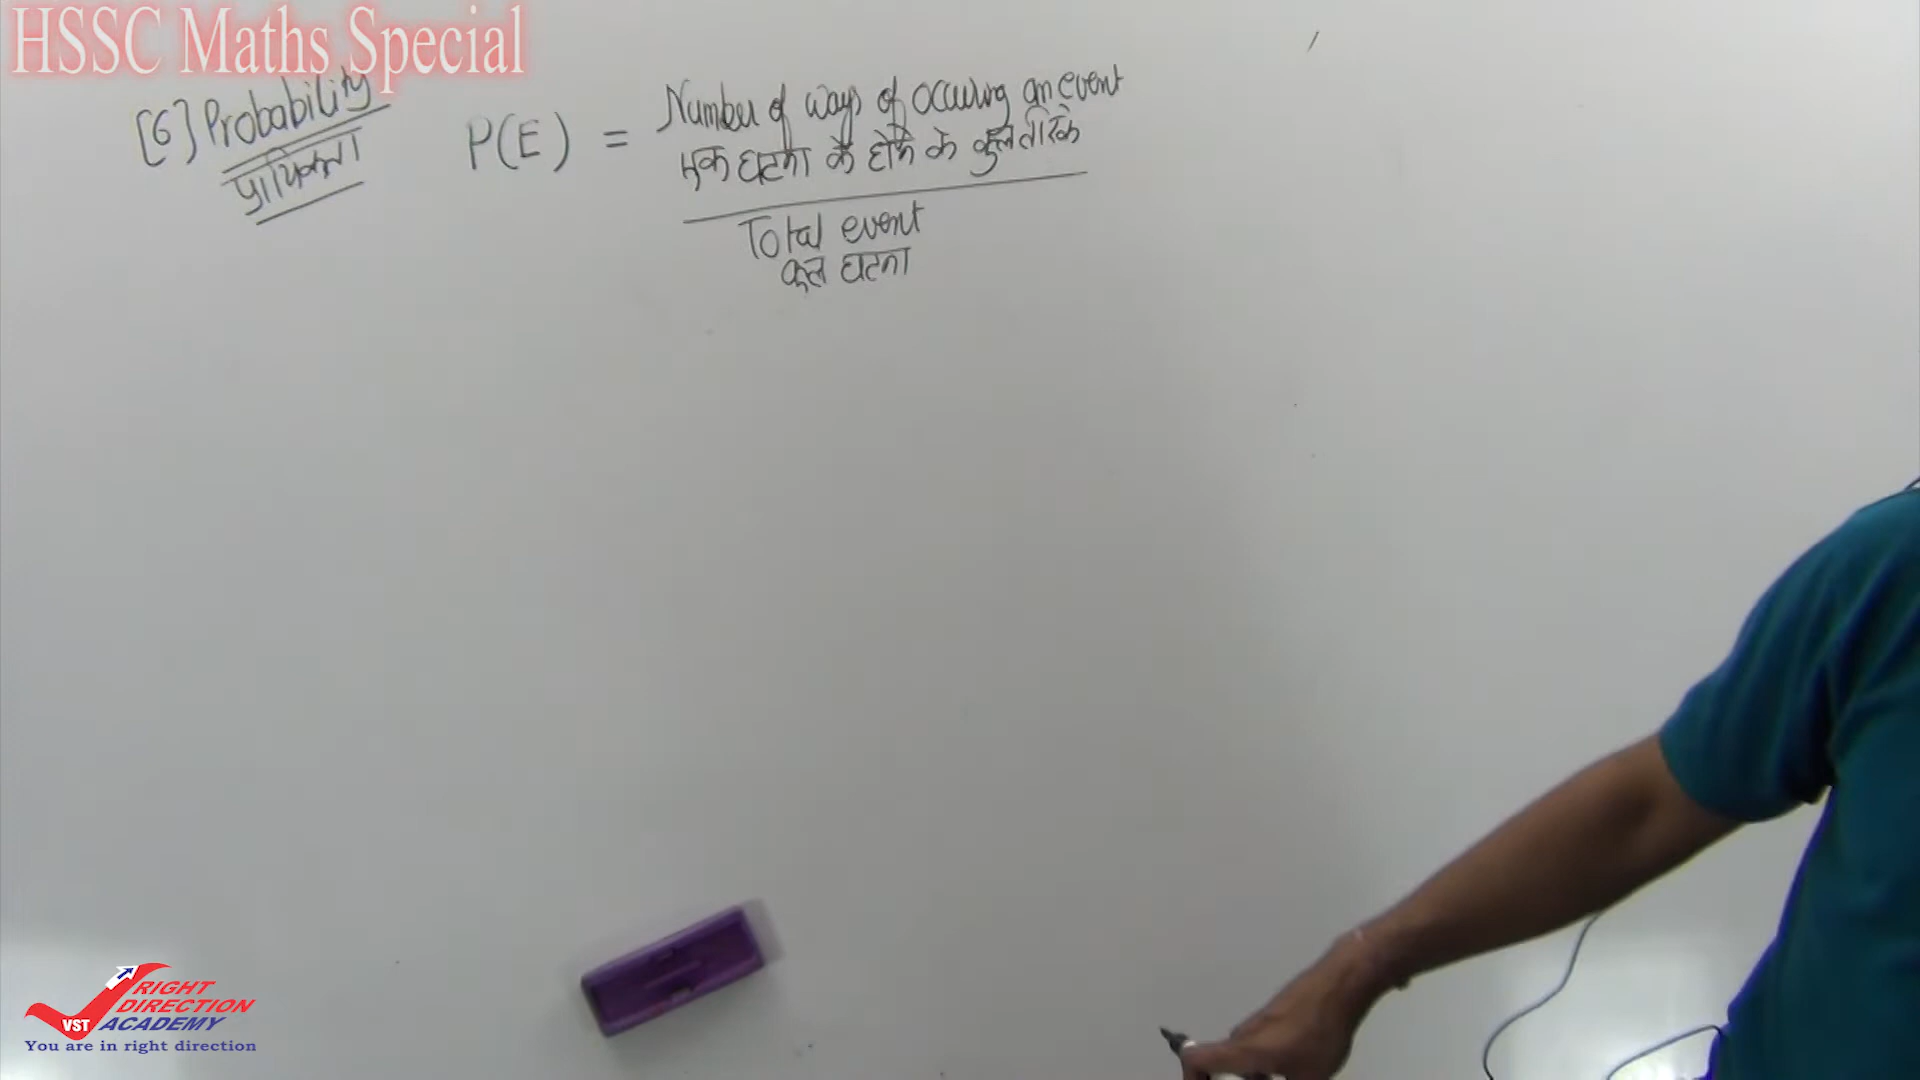 HSSC Maths Special
[6] Probability
प्रायिकता
P(E) =
Number of ways of occuring an event
एक घटना के होने के कुल तरिके
Total event
कुल घटना
RIGHT
DIRECTION
VST ACADEMY
You are in right direction